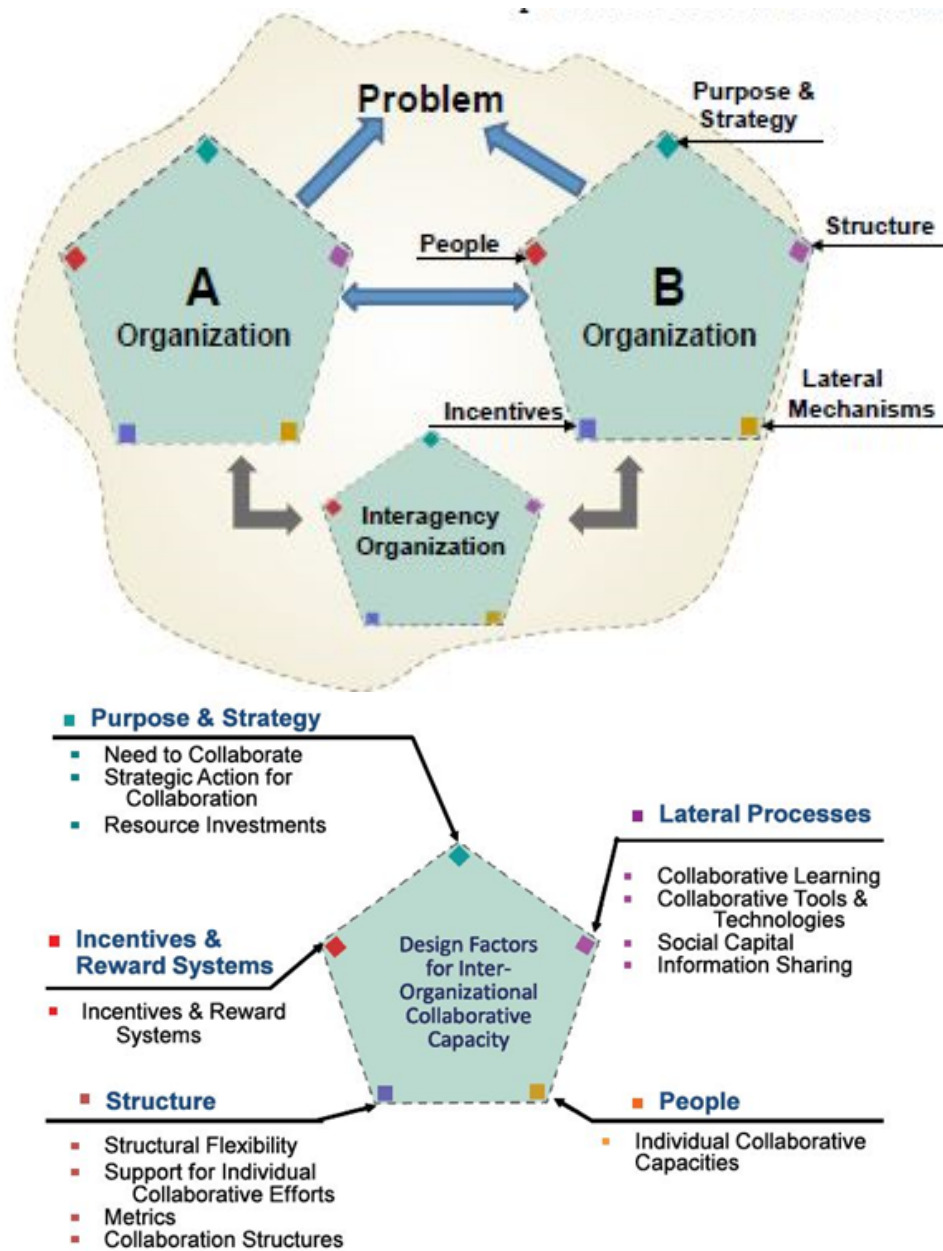 Problem
Purpose &
Strategy
Structure
People
A
Organization
B
Organization
Lateral
Mechanisms
Incentives
Interagency
Organization
Purpose & Strategy
Need to Collaborate
Strategic Action for
Collaboration
Resource Investments
Lateral Processes
Collaborative Learning
Collaborative Tools &
Technologies
Social Capital
Information Sharing
Incentives &
Reward Systems
Incentives & Reward
Systems
Design Factors
for Inter-
Organizational
Collaborative
Capacity
Structure
Structural Flexibility
Support for Individual
Collaborative Efforts
Metrics
Collaboration Structures
People
Individual Collaborative
Capacities